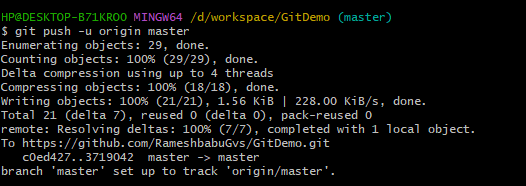 HP@DESKTOP-B71KROO MINGW64 /d/workspace/GitDemo (master)
$ git push -u origin master
Enumerating objects: 29, done.
Counting objects: 100% (29/29), done.
Delta compression using up to 4 threads
Compressing objects: 100% (18/18), done.
Writing objects: 100% (21/21), 1.56 KiB | 228.00 KiB/s, done.
Total 21 (delta 7), reused 0 (delta 0), pack-reused 0
remote: Resolving deltas: 100% (7/7), completed with 1 local object.
To https://github.com/RameshbabuGvs/GitDemo.git
   c0ed427..3719042  master -> master
branch 'master' set up to track 'origin/master'.